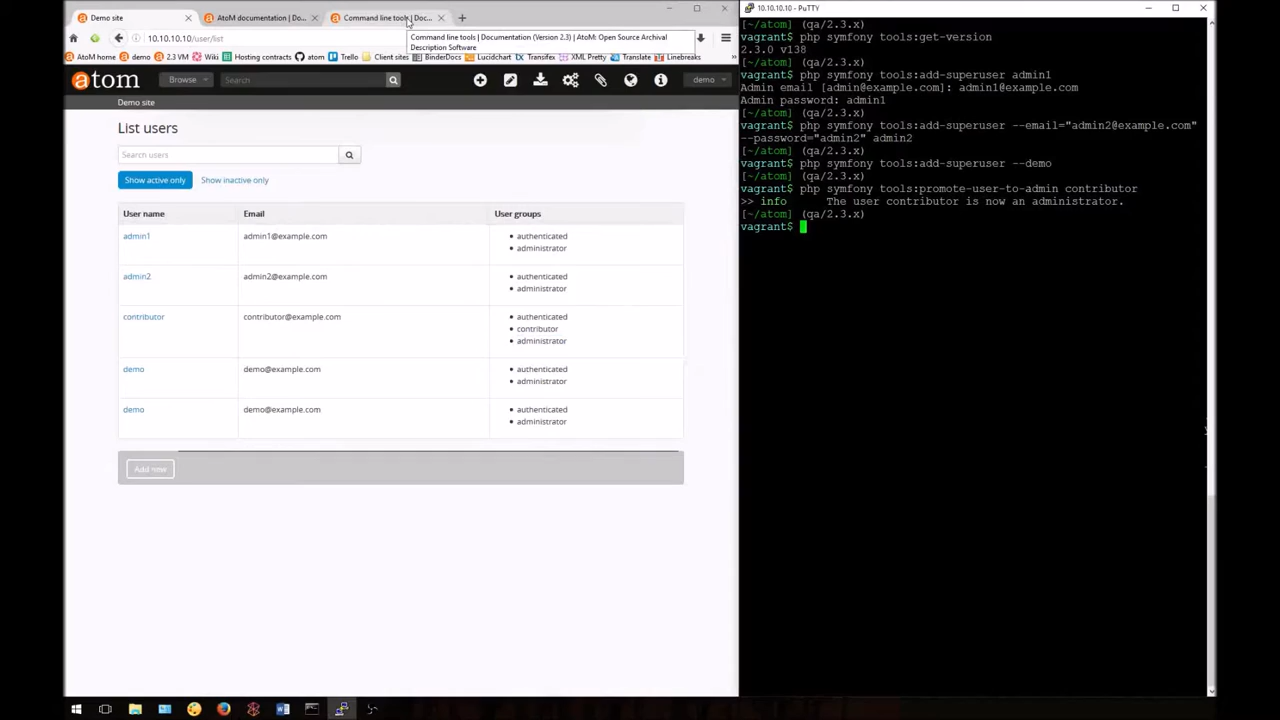 Demo site
AtoM documentation | Do...
Command line tools | Doc...
10.10.10.10/user/list
Command line tools | Documentation (Version 2.3) | AtoM: Open Source Archival
Description Software
AtoM home
demo
2.3 VM
Wiki
Hosting contracts
atom
Trello
Client sites
BinderDocs
Lucidchart
Transifex
XML Pretty
Translate
Linebreaks
atom
Browse
Search
demo
Demo site
List users
Search users
Show active only
Show inactive only
User name Email User groups
admin1 admin1@example.com • authenticated
• administrator
admin2 admin2@example.com • authenticated
• administrator
contributor contributor@example.com • authenticated
• contributor
• administrator
demo demo@example.com • authenticated
• administrator
demo demo@example.com • authenticated
• administrator
Add new
10.10.10.10 - PuTTY
[~/atom] (qa/2.3.x)
vagrant$ php symfony tools:get-version
2.3.0 v138
[~/atom] (qa/2.3.x)
vagrant$ php symfony tools:add-superuser admin1
Admin email [admin@example.com]: admin1@example.com
Admin password: admin1
[~/atom] (qa/2.3.x)
vagrant$ php symfony tools:add-superuser --email="admin2@example.com"
--password="admin2" admin2
[~/atom] (qa/2.3.x)
vagrant$ php symfony tools:add-superuser --demo
[~/atom] (qa/2.3.x)
vagrant$ php symfony tools:promote-user-to-admin contributor
>> info The user contributor is now an administrator.
[~/atom] (qa/2.3.x)
vagrant$